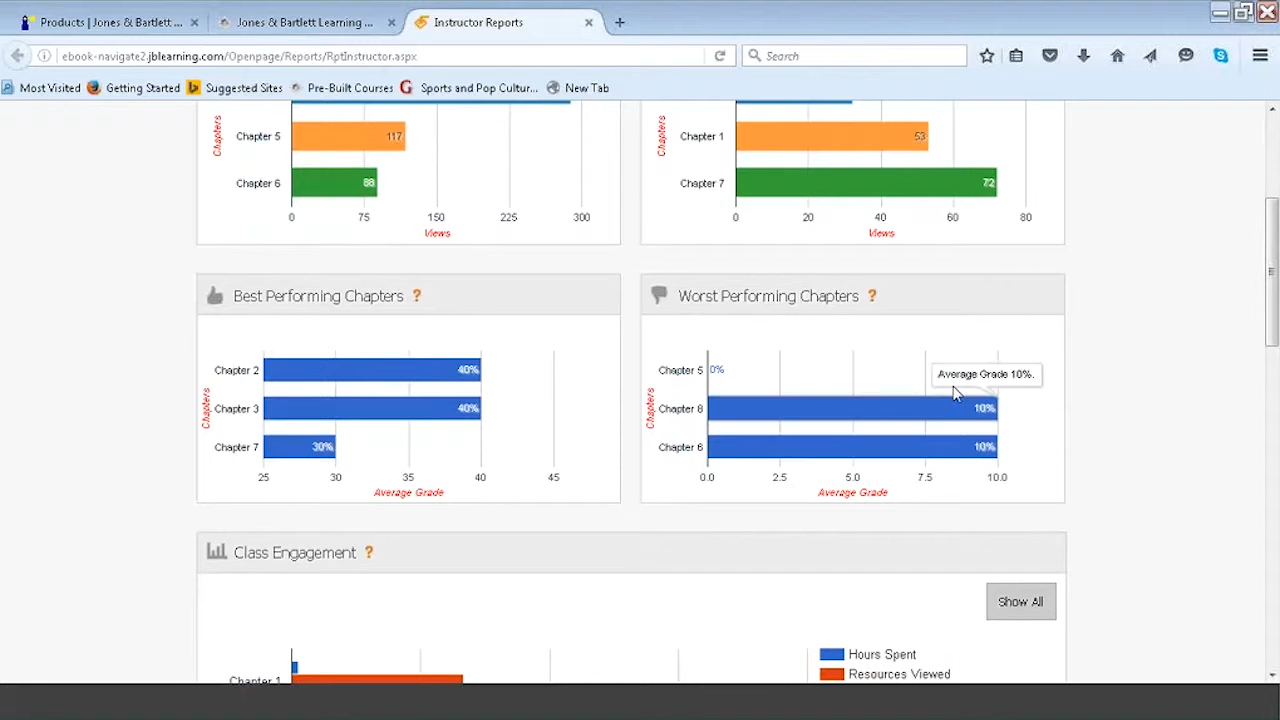 Products | Jones & Bartlett ...
Jones & Bartlett Learning ...
Instructor Reports
ebook-navigate2.jblearning.com/Openpage/Reports/RptInstructor.aspx
Search
Most Visited
Getting Started
Suggested Sites
Pre-Built Courses
Sports and Pop Cultur...
New Tab
Chapters
Chapter 5
117
Chapter 6
88
0 75 150 225 300
Views
Chapters
Chapter 1
53
Chapter 7
72
0 20 40 60 80
Views
Best Performing Chapters ?
Chapters
Chapter 2
40%
Chapter 3
40%
Chapter 7
30%
25 30 35 40 45
Average Grade
Worst Performing Chapters ?
Chapters
Chapter 5
0%
Average Grade 10%.
Chapter 8
10%
Chapter 6
10%
0.0 2.5 5.0 7.5 10.0
Average Grade
Class Engagement ?
Show All
Hours Spent
Resources Viewed
Chapter 1